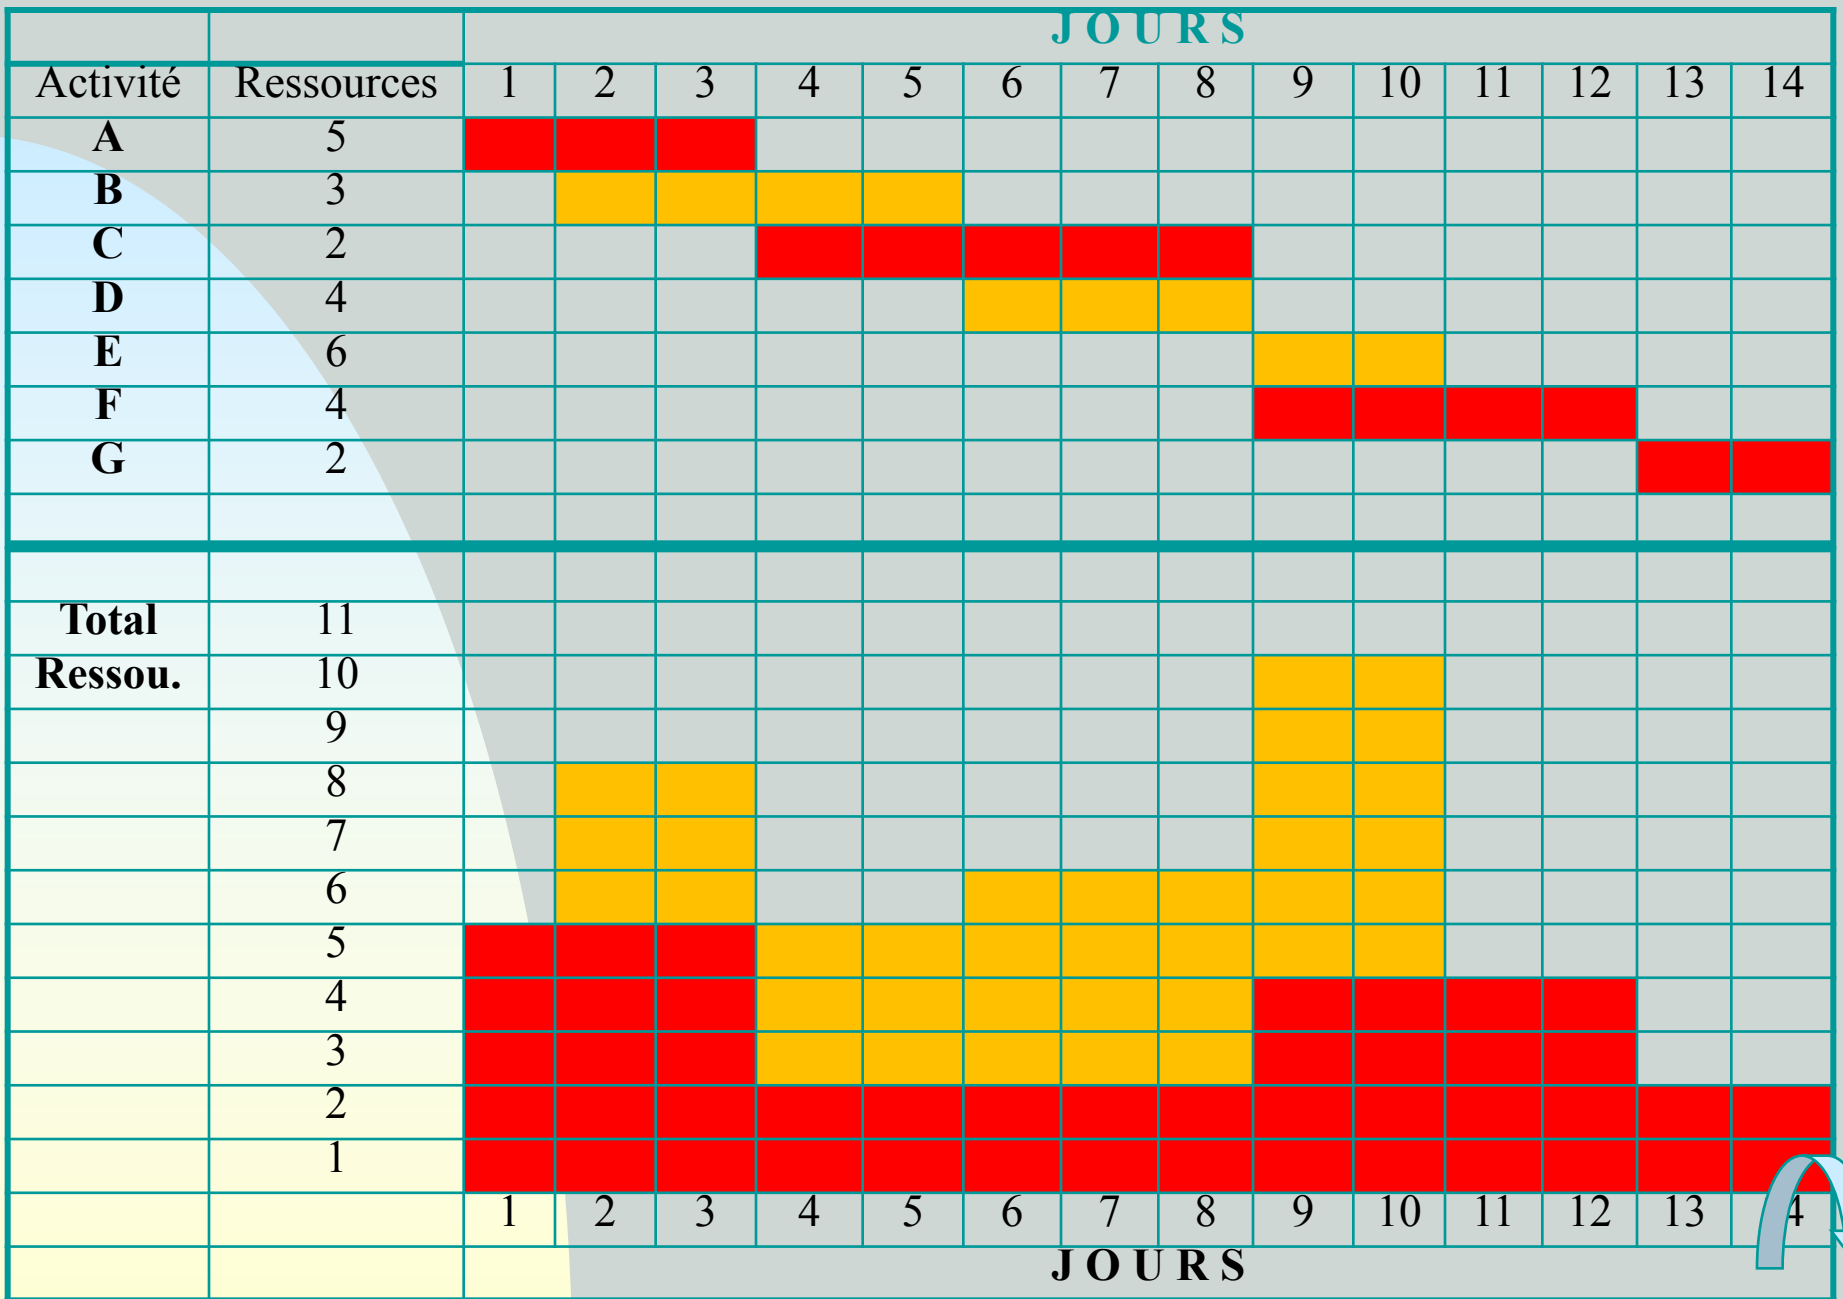 JOURS
Activité Ressources 1 2 3 4 5 6 7 8 9 10 11 12 13 14
A 5
B 3
C 2
D 4
E 6
F 4
G 2
Total 11
Ressou. 10
9
8
7
6
5
4
3
2
1
1 2 3 4 5 6 7 8 9 10 11 12 13 4
JOURS